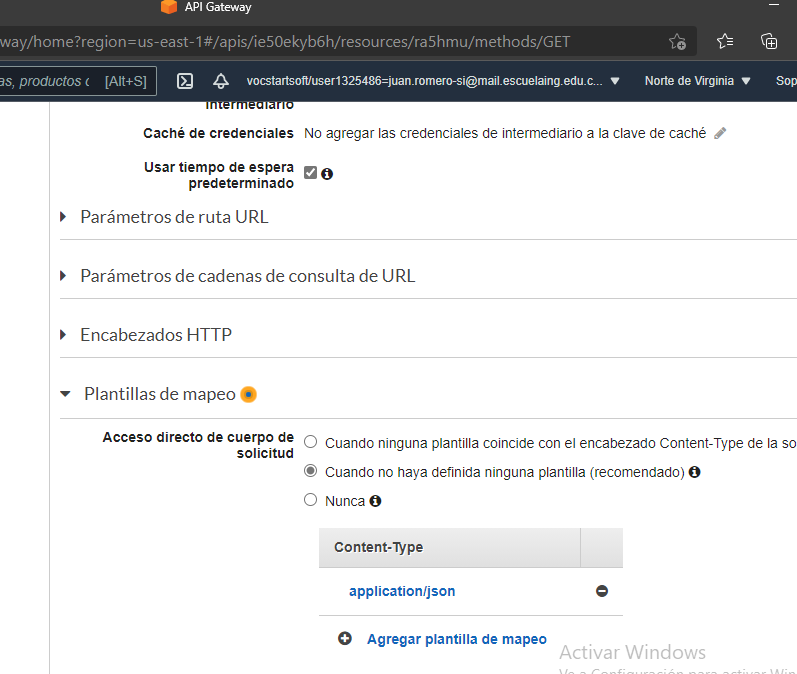 API Gateway
way/home?region=us-east-1#/apis/ie50ekyb6h/resources/ra5hmu/methods/GET
as, productos c [Alt+S] vocstartsoft/user1325486=juan.romero-si@mail.escuelaing.edu.c... Norte de Virginia Sop
intermediario
Caché de credenciales No agregar las credenciales de intermediario a la clave de caché
Usar tiempo de espera
predeterminado
Parámetros de ruta URL
Parámetros de cadenas de consulta de URL
Encabezados HTTP
Plantillas de mapeo
Acceso directo de cuerpo de
solicitud
Cuando ninguna plantilla coincide con el encabezado Content-Type de la so
Cuando no haya definida ninguna plantilla (recomendado)
Nunca
Content-Type
application/json
Agregar plantilla de mapeo
Activar Windows
Ve a Configuración para activar Win